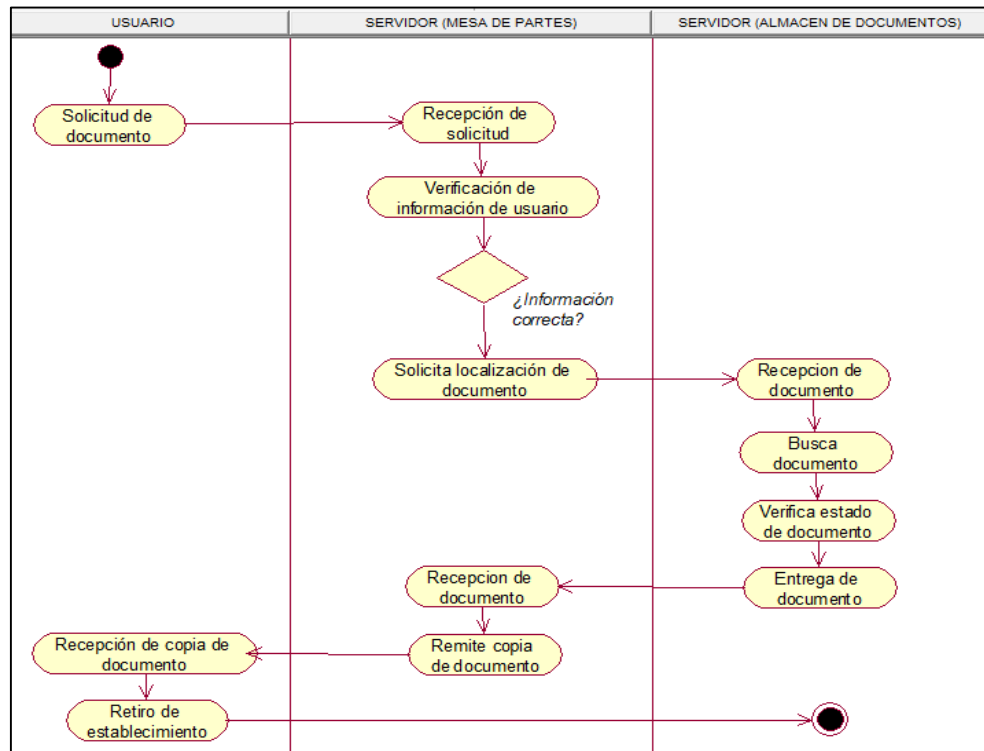 USUARIO
SERVIDOR (MESA DE PARTES)
SERVIDOR (ALMACEN DE DOCUMENTOS)
Solicitud de
documento
Recepción de
solicitud
Verificación de
información de usuario
¿Información
correcta?
Solicita localización de
documento
Recepcion de
documento
Busca
documento
Verifica estado
de documento
Entrega de
documento
Recepcion de
documento
Remite copia
de documento
Recepción de copia de
documento
Retiro de
establecimiento